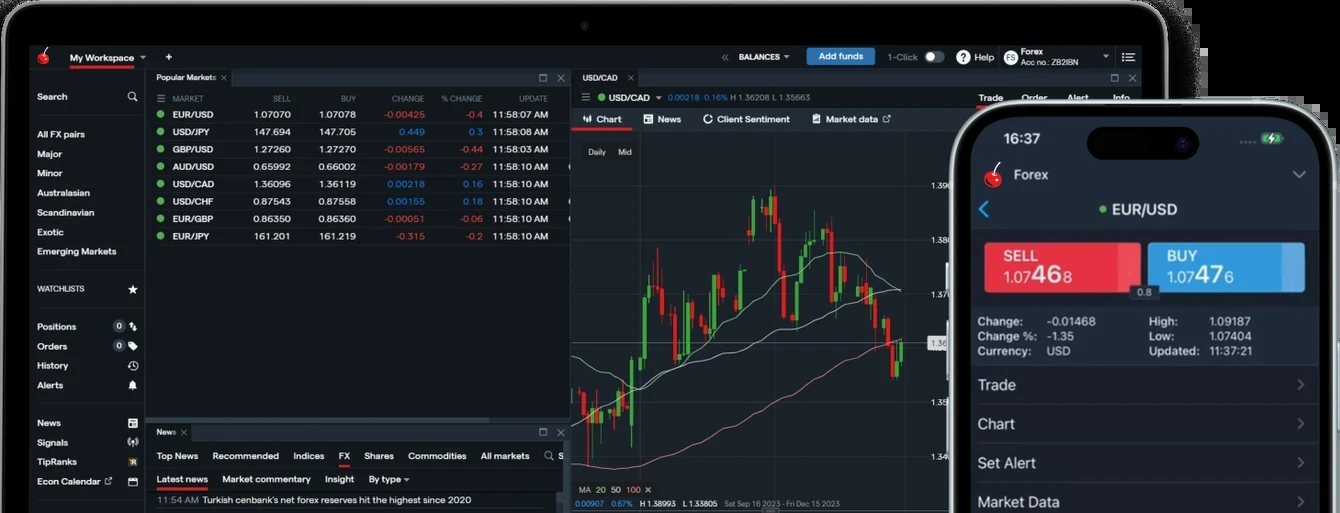 My Workspace +
BALANCES Add funds 1-Click ? Help FS Forex
Acc no.: ZB2IBN
Search
All FX pairs
Major
Minor
Australasian
Scandinavian
Exotic
Emerging Markets
WATCHLISTS
Positions 0
Orders 0
History
Alerts
News
Signals
TipRanks
Econ Calendar
Popular Markets
MARKET SELL BUY CHANGE % CHANGE UPDATE
EUR/USD 1.07070 1.07078 -0.00425 -0.4 11:58:07 AM
USD/JPY 147.694 147.705 0.449 0.3 11:58:08 AM
GBP/USD 1.27260 1.27270 -0.00565 -0.44 11:58:03 AM
AUD/USD 0.65992 0.66002 -0.00179 -0.27 11:58:10 AM
USD/CAD 1.36096 1.36119 0.00218 0.16 11:58:10 AM
USD/CHF 0.87543 0.87558 0.00155 0.18 11:58:10 AM
EUR/GBP 0.86350 0.86360 -0.00051 -0.06 11:58:10 AM
EUR/JPY 161.201 161.219 -0.315 -0.2 11:58:10 AM
News
Top News Recommended Indices FX Shares Commodities All markets S
Latest news Market commentary Insight By type
11:54 AM Turkish cenbank's net forex reserves hit the highest since 2020
USD/CAD
USD/CAD 0.00218 0.16% H 1.36208 L 1.35663
Trade Order Alert Info
Chart News Client Sentiment Market data
Daily Mid
1.39
1.38
1.37
1.36
1.35
1.34
MA 20 50 100
0.00907 0.67% H 1.38993 L 1.33805 Sat Sep 16 2023 - Fri Dec 15 2023
16:37
Forex
EUR/USD
SELL BUY
1.07468 1.07476
0.8
Change: -0.01468 High: 1.09187
Change %: -1.35 Low: 1.07404
Currency: USD Updated: 11:37:21
Trade
Chart
Set Alert
Market Data